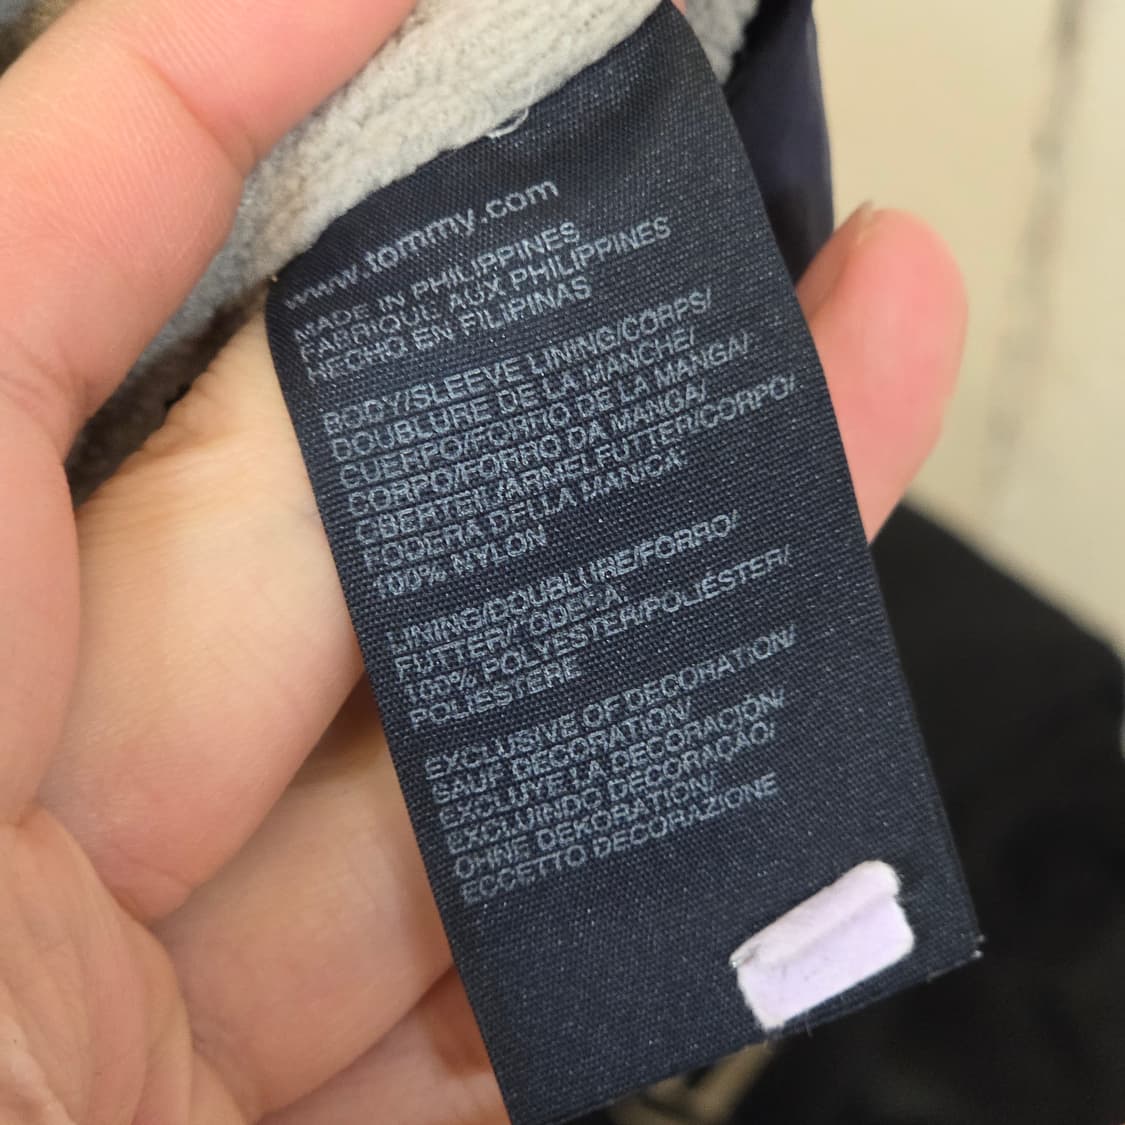 www.tommy.com
MADE IN PHILIPPINES
FABRIQUÉ AUX PHILIPPINES
HECHO EN FILIPINAS
BODY/SLEEVE LINING/CORPS/
DOUBLURE DE LA MANCHE/
CUERPO/FORRO DE LA MANGA/
CORPO/FORRO DA MANGA/
OBERTEIL/ARMELFUTTER/CORPO/
FODERA DELLA MANICA:
100% NYLON
LINING/DOUBLURE/FORRO/
FUTTER/FODERA:
100% POLYESTER/POLIÉSTER/
POLIESTERE
EXCLUSIVE OF DECORATION/
SAUF DECORATION/
EXCLUYE LA DECORACIÓN/
EXCLUINDO DECORAÇÃO/
OHNE DEKORATION/
ECCETTO DECORAZIONE